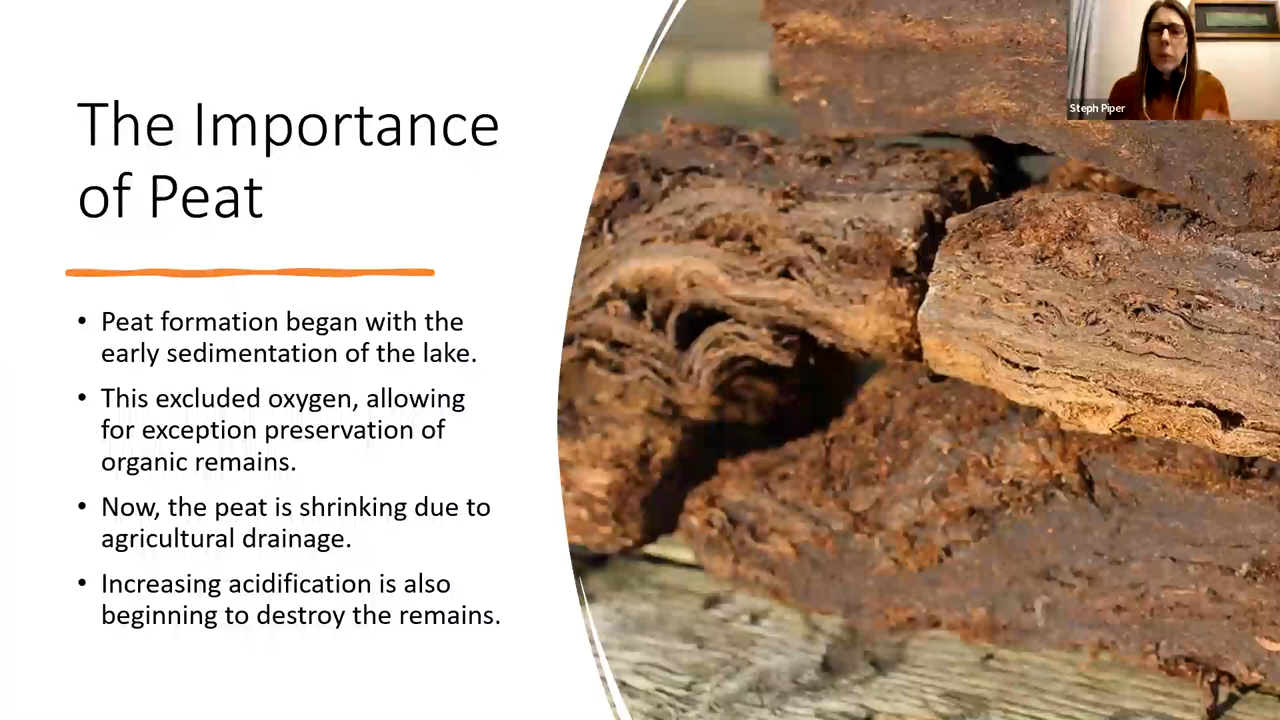 The Importance
of Peat
• Peat formation began with the
early sedimentation of the lake.
• This excluded oxygen, allowing
for exception preservation of
organic remains.
• Now, the peat is shrinking due to
agricultural drainage.
• Increasing acidification is also
beginning to destroy the remains.
Steph Piper